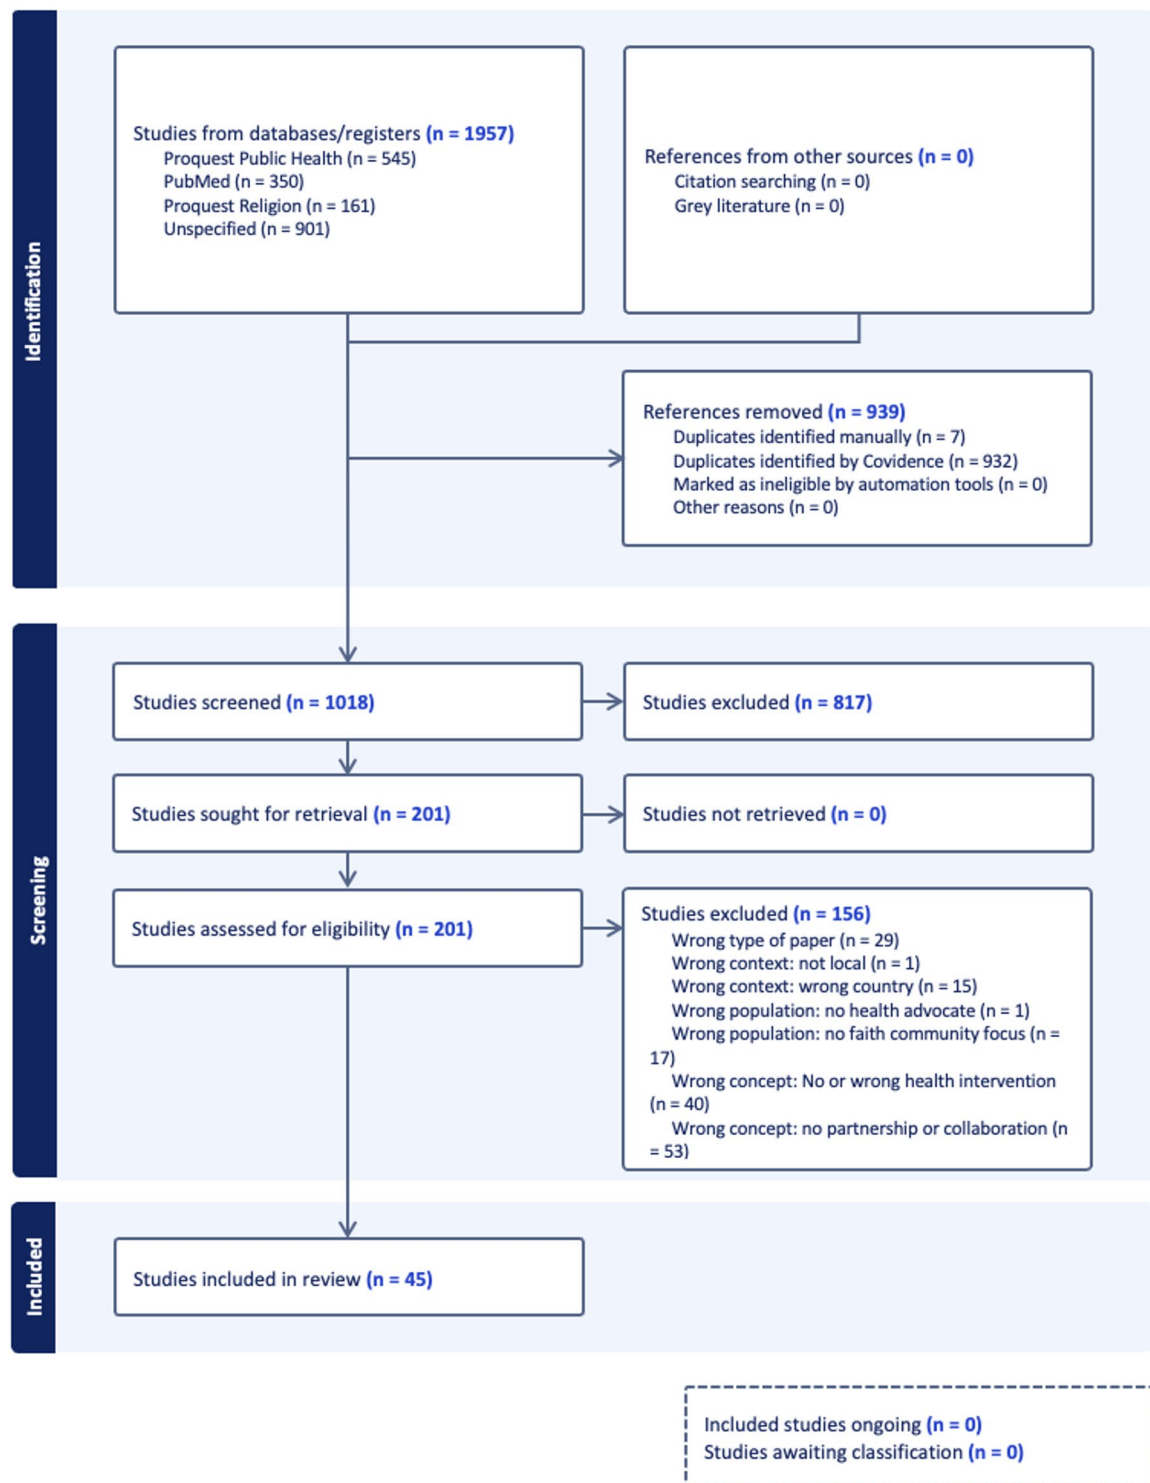 Identification
Studies from databases/registers (n = 1957)
Proquest Public Health (n = 545)
PubMed (n = 350)
Proquest Religion (n = 161)
Unspecified (n = 901)
References from other sources (n = 0)
Citation searching (n = 0)
Grey literature (n = 0)
References removed (n = 939)
Duplicates identified manually (n = 7)
Duplicates identified by Covidence (n = 932)
Marked as ineligible by automation tools (n = 0)
Other reasons (n = 0)
Screening
Studies screened (n = 1018)
Studies excluded (n = 817)
Studies sought for retrieval (n = 201)
Studies not retrieved (n = 0)
Studies assessed for eligibility (n = 201)
Studies excluded (n = 156)
Wrong type of paper (n = 29)
Wrong context: not local (n = 1)
Wrong context: wrong country (n = 15)
Wrong population: no health advocate (n = 1)
Wrong population: no faith community focus (n =
17)
Wrong concept: No or wrong health intervention
(n = 40)
Wrong concept: no partnership or collaboration (n
= 53)
Included
Studies included in review (n = 45)
Included studies ongoing (n = 0)
Studies awaiting classification (n = 0)